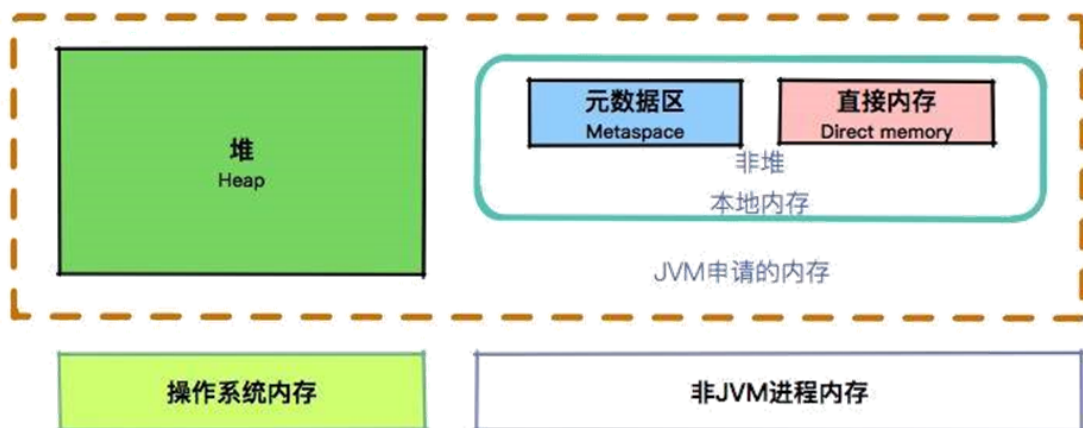 堆
Heap
元数据区
Metaspace
直接内存
Direct memory
非堆
本地内存
JVM申请的内存
操作系统内存
非JVM进程内存